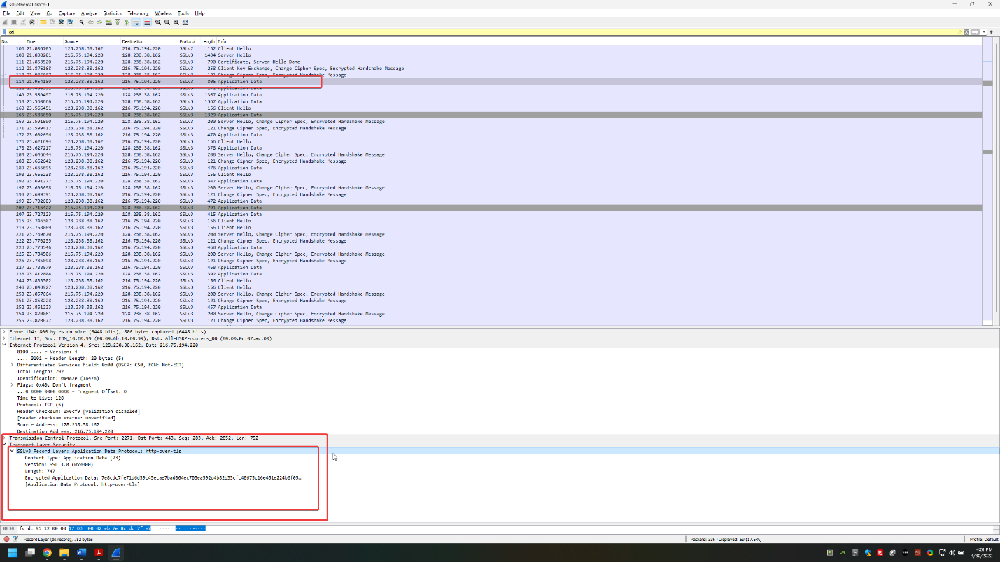 ssl-ethereal-trace-1
File Edit View Go Capture Analyze Statistics Telephony Wireless Tools Help
ssl
No. Time Source Destination Protocol Length Info
106 21.805705 128.238.38.162 216.75.194.220 SSLv2 132 Client Hello
108 21.830201 216.75.194.220 128.238.38.162 SSLv3 1434 Server Hello
111 21.853520 216.75.194.220 128.238.38.162 SSLv3 790 Certificate, Server Hello Done
112 21.876168 128.238.38.162 216.75.194.220 SSLv3 258 Client Key Exchange, Change Cipher Spec, Encrypted Handshake Message
113 21.945667 216.75.194.220 128.238.38.162 SSLv3 121 Change Cipher Spec, Encrypted Handshake Message
114 21.954189 128.238.38.162 216.75.194.220 SSLv3 806 Application Data
122 23.480352 216.75.194.220 128.238.38.162 SSLv3 272 Application Data
149 23.559497 216.75.194.220 128.238.38.162 SSLv3 1367 Application Data
158 23.560866 216.75.194.220 128.238.38.162 SSLv3 1367 Application Data
163 23.566451 128.238.38.162 216.75.194.220 SSLv3 156 Client Hello
165 23.586650 216.75.194.220 128.238.38.162 SSLv3 1329 Application Data
169 23.591590 216.75.194.220 128.238.38.162 SSLv3 200 Server Hello, Change Cipher Spec, Encrypted Handshake Message
171 23.599417 128.238.38.162 216.75.194.220 SSLv3 121 Change Cipher Spec, Encrypted Handshake Message
172 23.602696 128.238.38.162 216.75.194.220 SSLv3 470 Application Data
176 23.621694 128.238.38.162 216.75.194.220 SSLv3 156 Client Hello
178 23.627217 216.75.194.220 128.238.38.162 SSLv3 378 Application Data
184 23.646644 216.75.194.220 128.238.38.162 SSLv3 200 Server Hello, Change Cipher Spec, Encrypted Handshake Message
188 23.662642 128.238.38.162 216.75.194.220 SSLv3 121 Change Cipher Spec, Encrypted Handshake Message
189 23.665695 128.238.38.162 216.75.194.220 SSLv3 476 Application Data
190 23.666238 128.238.38.162 216.75.194.220 SSLv3 156 Client Hello
192 23.691277 216.75.194.220 128.238.38.162 SSLv3 347 Application Data
197 23.693698 216.75.194.220 128.238.38.162 SSLv3 200 Server Hello, Change Cipher Spec, Encrypted Handshake Message
198 23.699391 128.238.38.162 216.75.194.220 SSLv3 121 Change Cipher Spec, Encrypted Handshake Message
199 23.702683 128.238.38.162 216.75.194.220 SSLv3 472 Application Data
202 23.716422 216.75.194.220 128.238.38.162 SSLv3 791 Application Data
207 23.727123 216.75.194.220 128.238.38.162 SSLv3 415 Application Data
215 23.746307 128.238.38.162 216.75.194.220 SSLv3 156 Client Hello
219 23.758069 128.238.38.162 216.75.194.220 SSLv3 156 Client Hello
221 23.769670 216.75.194.220 128.238.38.162 SSLv3 200 Server Hello, Change Cipher Spec, Encrypted Handshake Message
222 23.770235 128.238.38.162 216.75.194.220 SSLv3 121 Change Cipher Spec, Encrypted Handshake Message
223 23.773546 128.238.38.162 216.75.194.220 SSLv3 468 Application Data
225 23.784506 216.75.194.220 128.238.38.162 SSLv3 200 Server Hello, Change Cipher Spec, Encrypted Handshake Message
226 23.785098 128.238.38.162 216.75.194.220 SSLv3 121 Change Cipher Spec, Encrypted Handshake Message
227 23.788079 128.238.38.162 216.75.194.220 SSLv3 468 Application Data
236 23.812804 216.75.194.220 128.238.38.162 SSLv3 392 Application Data
244 23.833302 128.238.38.162 216.75.194.220 SSLv3 156 Client Hello
248 23.843927 128.238.38.162 216.75.194.220 SSLv3 156 Client Hello
250 23.857664 216.75.194.220 128.238.38.162 SSLv3 200 Server Hello, Change Cipher Spec, Encrypted Handshake Message
251 23.858228 128.238.38.162 216.75.194.220 SSLv3 121 Change Cipher Spec, Encrypted Handshake Message
252 23.861223 128.238.38.162 216.75.194.220 SSLv3 457 Application Data
254 23.870061 216.75.194.220 128.238.38.162 SSLv3 200 Server Hello, Change Cipher Spec, Encrypted Handshake Message
255 23.870677 128.238.38.162 216.75.194.220 SSLv3 121 Change Cipher Spec, Encrypted Handshake Message
Frame 114: 806 bytes on wire (6448 bits), 806 bytes captured (6448 bits)
Ethernet II, Src: IBM_10:60:99 (00:09:6b:10:60:99), Dst: All-HSRP-routers_00 (00:00:0c:07:ac:00)
Internet Protocol Version 4, Src: 128.238.38.162, Dst: 216.75.194.220
0100 .... = Version: 4
.... 0101 = Header Length: 20 bytes (5)
Differentiated Services Field: 0x00 (DSCP: CS0, ECN: Not-ECT)
Total Length: 792
Identification: 0x482e (18478)
Flags: 0x40, Don't fragment
...0 0000 0000 0000 = Fragment Offset: 0
Time to Live: 128
Protocol: TCP (6)
Header Checksum: 0x6cf9 [validation disabled]
[Header checksum status: Unverified]
Source Address: 128.238.38.162
Destination Address: 216.75.194.220
Transmission Control Protocol, Src Port: 2271, Dst Port: 443, Seq: 283, Ack: 2852, Len: 752
Transport Layer Security
SSLv3 Record Layer: Application Data Protocol: http-over-tls
Content Type: Application Data (23)
Version: SSL 3.0 (0x0300)
Length: 747
Encrypted Application Data: 7e8cdc7fe71d6d59c45ecae7bad064ec705ea592d4b82b35cfc48675c16e461e224b6f05…
[Application Data Protocol: http-over-tls]
0030 fc dc 95 12 00 00 17 03 00 02 eb 7e 8c dc 7f e7 ········ ···~····
Record Layer (tls.record), 752 bytes
Packets: 336 · Displayed: 59 (17.6%)
Profile: Default
4:01 PM
4/30/2022